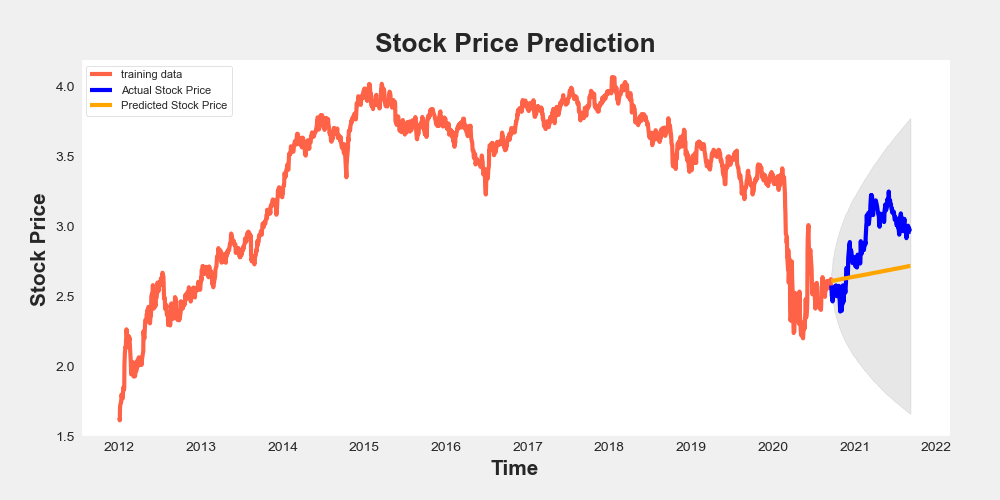 Stock Price Prediction
training data
Actual Stock Price
Predicted Stock Price
Stock Price
4.0
3.5
3.0
2.5
2.0
1.5
2012 2013 2014 2015 2016 2017 2018 2019 2020 2021 2022
Time